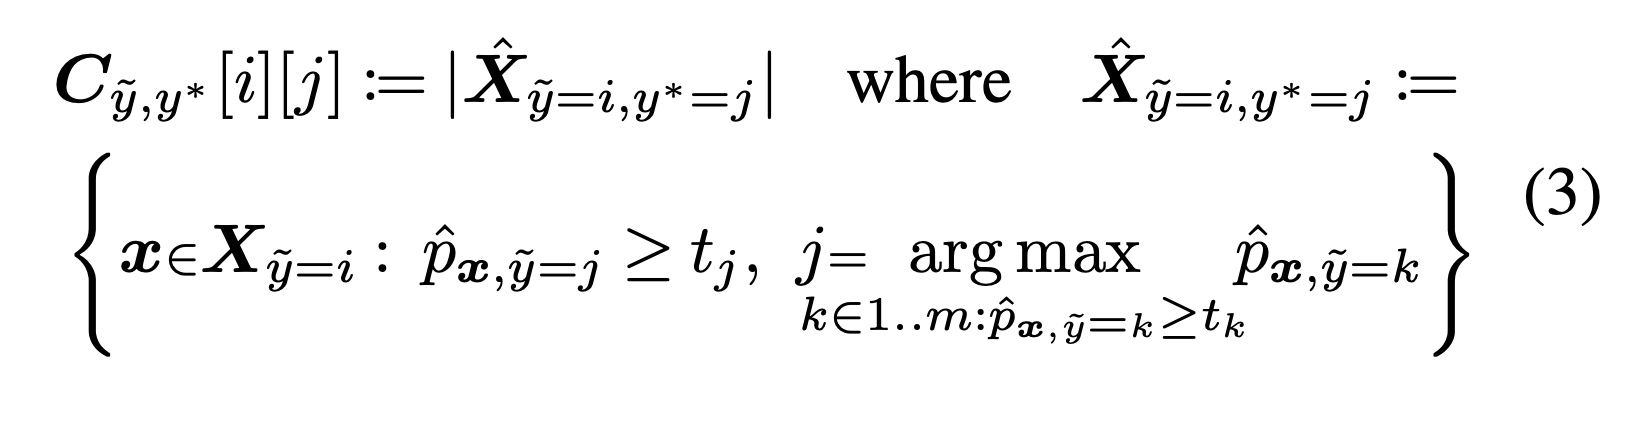 C_{ỹ,y*}[i][j] := |X̂_{ỹ=i,y*=j}| where X̂_{ỹ=i,y*=j} :=
{x∈X_{ỹ=i} : p̂_{x,ỹ=j} ≥ t_j, j= arg max_{k∈1..m:p̂_{x,ỹ=k}≥t_k} p̂_{x,ỹ=k}} (3)